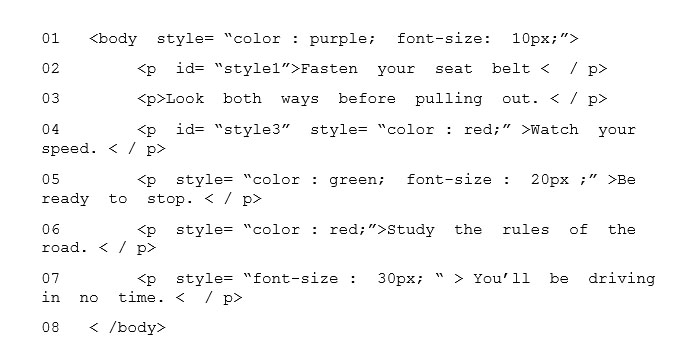 01 <body style= “color : purple; font-size: 10px;”>
02 <p id= “style1”>Fasten your seat belt < / p>
03 <p>Look both ways before pulling out. < / p>
04 <p id= “style3” style= “color : red;” >Watch your
speed. < / p>
05 <p style= “color : green; font-size : 20px ;” >Be
ready to stop. < / p>
06 <p style= “color : red;”>Study the rules of the
road. < / p>
07 <p style= “font-size : 30px; “ > You’ll be driving
in no time. < / p>
08 < /body>